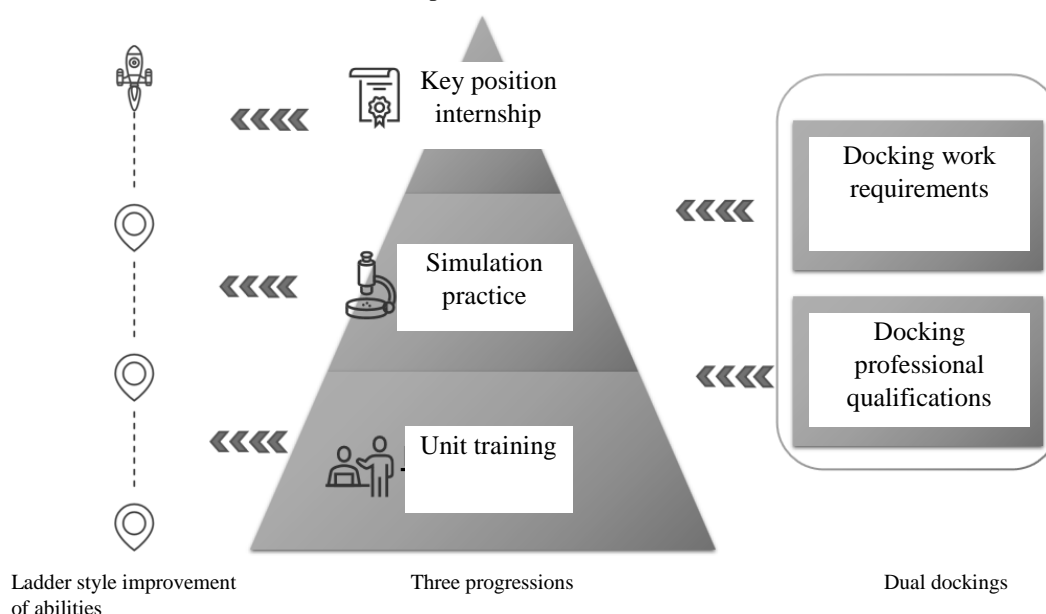 Key position
internship
Docking work
requirements
Simulation
practice
Docking
professional
qualifications
Unit training
Ladder style improvement
of abilities
Three progressions
Dual dockings